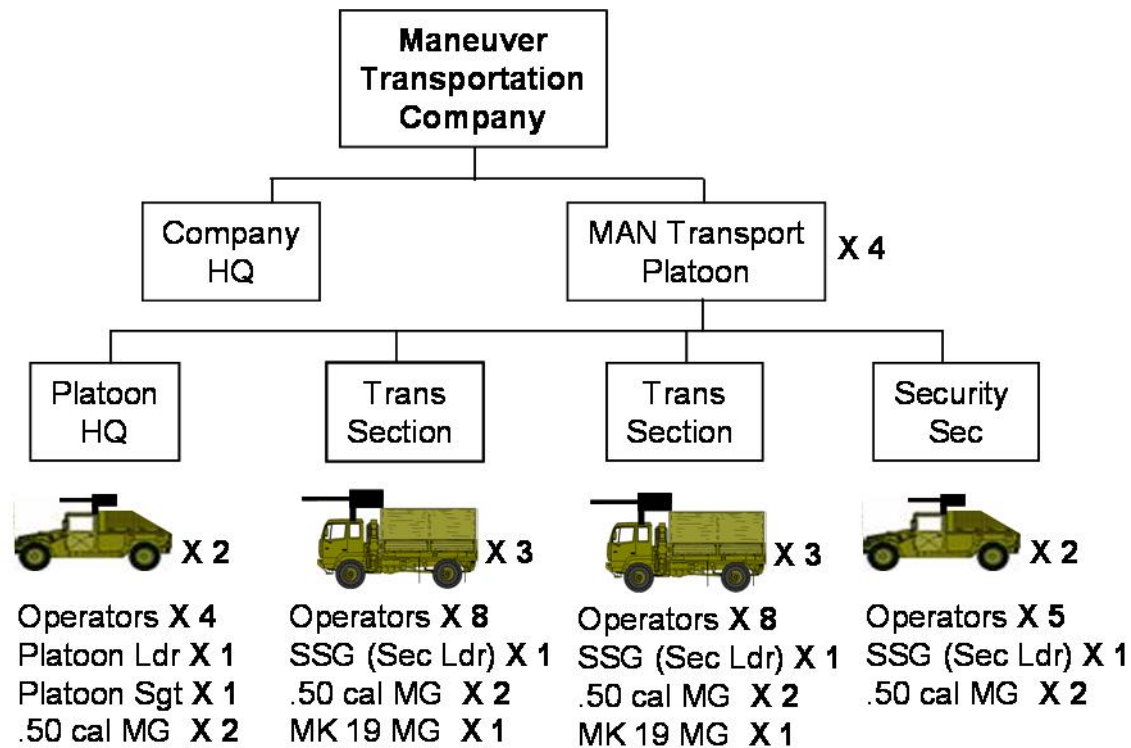 Maneuver
Transportation
Company
Company
HQ
MAN Transport
Platoon
X 4
Platoon
HQ
Trans
Section
Trans
Section
Security
Sec
X 2
X 3
X 3
X 2
Operators X 4
Platoon Ldr X 1
Platoon Sgt X 1
.50 cal MG X 2
Operators X 8
SSG (Sec Ldr) X 1
.50 cal MG X 2
MK 19 MG X 1
Operators X 8
SSG (Sec Ldr) X 1
.50 cal MG X 2
MK 19 MG X 1
Operators X 5
SSG (Sec Ldr) X 1
.50 cal MG X 2